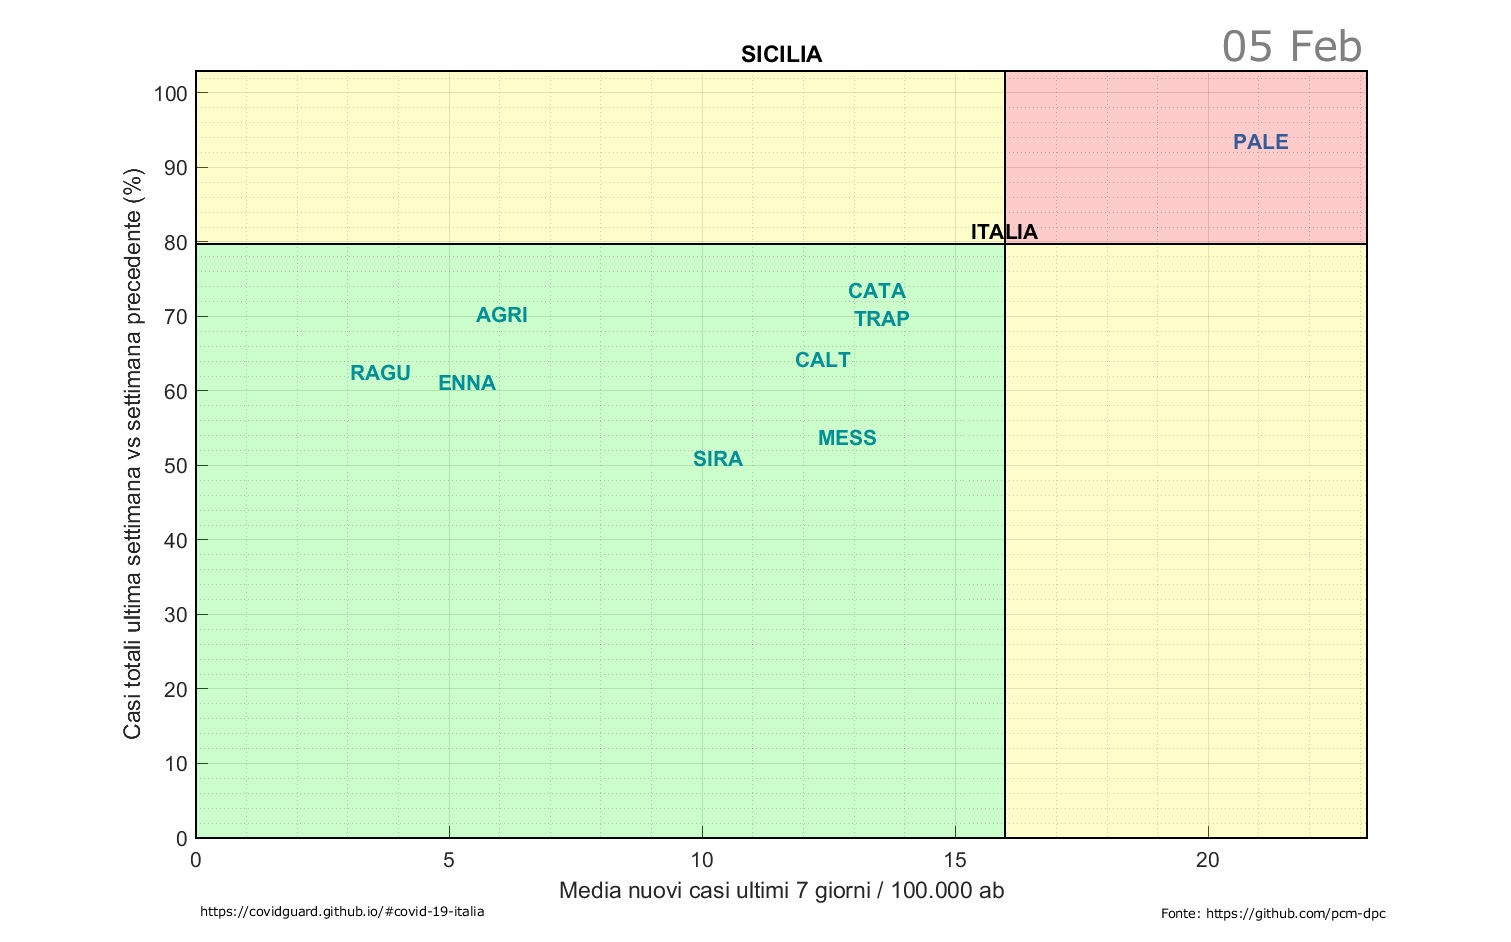 05 Feb
SICILIA
100
90
80
70
60
50
40
30
20
10
0
Casi totali ultima settimana vs settimana precedente (%)
PALE
ITALIA
CATA
AGRI
TRAP
CALT
RAGU
ENNA
MESS
SIRA
0 5 10 15 20
Media nuovi casi ultimi 7 giorni / 100.000 ab
https://covidguard.github.io/#covid-19-italia
Fonte: https://github.com/pcm-dpc